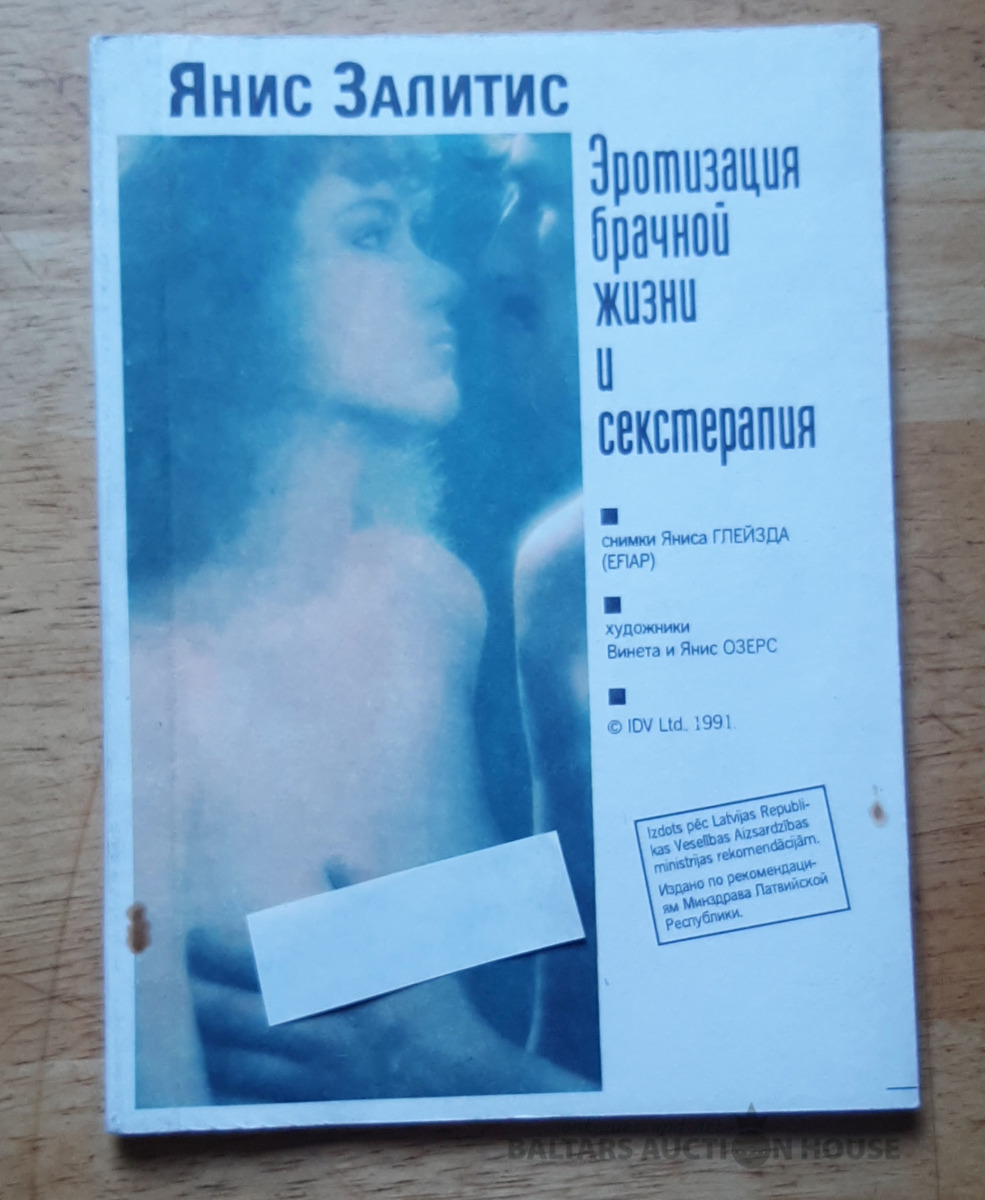 ЯНИС ЗАЛИТИС
Эротизация
брачной
жизни
и
секстерапия
снимки Яниса ГЛЕЙЗДА
(EFIAP)
художники
Винета и Янис ОЗЕРС
© IDV Ltd., 1991.
Izdots pēc Latvijas Republi-
kas Veselības Aizsardzības
ministrijas rekomendācijām.
Издано по рекомендаци-
ям Минздрава Латвийской
Республики.
BALTARS AUCTION HOUSE